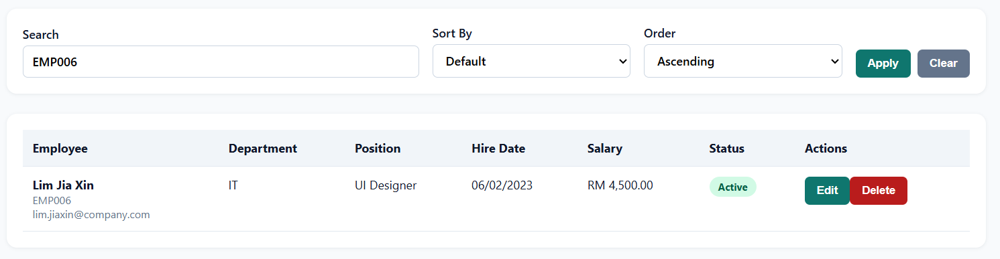 Search
Sort By
Order
EMP006
Default
Ascending
Apply
Clear
Employee Department Position Hire Date Salary Status Actions
Lim Jia Xin IT UI Designer 06/02/2023 RM 4,500.00 Active Edit Delete
EMP006
lim.jiaxin@company.com